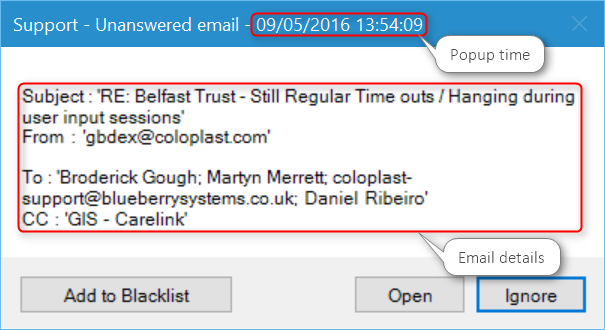 Support - Unanswered email - 09/05/2016 13:54:09
Popup time
Subject : 'RE: Belfast Trust - Still Regular Time outs / Hanging during
user input sessions'
From : 'gbdex@coloplast.com'
To : 'Broderick Gough; Martyn Merrett; coloplast-
support@blueberrysystems.co.uk; Daniel Ribeiro'
CC : 'GIS - Carelink'
Email details
Add to Blacklist
Open
Ignore